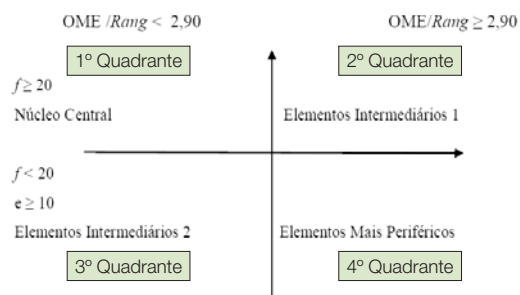 OME /Rang < 2,90
OME/Rang ≥ 2,90
1º Quadrante
2º Quadrante
f ≥ 20
Núcleo Central
Elementos Intermediários 1
f < 20
e ≥ 10
Elementos Intermediários 2
Elementos Mais Periféricos
3º Quadrante
4º Quadrante